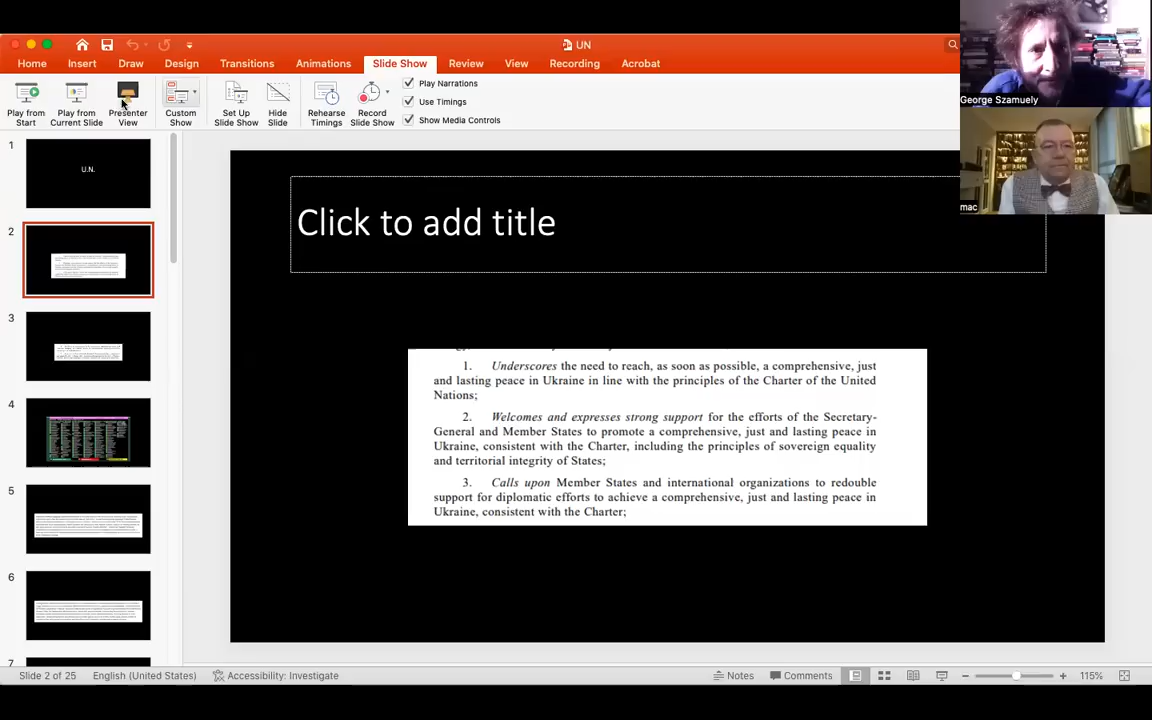 UN
Home Insert Draw Design Transitions Animations Slide Show Review View Recording Acrobat
Play from Start
Play from Current Slide
Presenter View
Custom Show
Set Up Slide Show
Hide Slide
Rehearse Timings
Record Slide Show
Play Narrations
Use Timings
Show Media Controls
George Szamuely
mac
1
U.N.
2
3
4
5
6
7
Click to add title
1. Underscores the need to reach, as soon as possible, a comprehensive, just
and lasting peace in Ukraine in line with the principles of the Charter of the United
Nations;
2. Welcomes and expresses strong support for the efforts of the Secretary-
General and Member States to promote a comprehensive, just and lasting peace in
Ukraine, consistent with the Charter, including the principles of sovereign equality
and territorial integrity of States;
3. Calls upon Member States and international organizations to redouble
support for diplomatic efforts to achieve a comprehensive, just and lasting peace in
Ukraine, consistent with the Charter;
Slide 2 of 25 English (United States) Accessibility: Investigate Notes Comments 115%